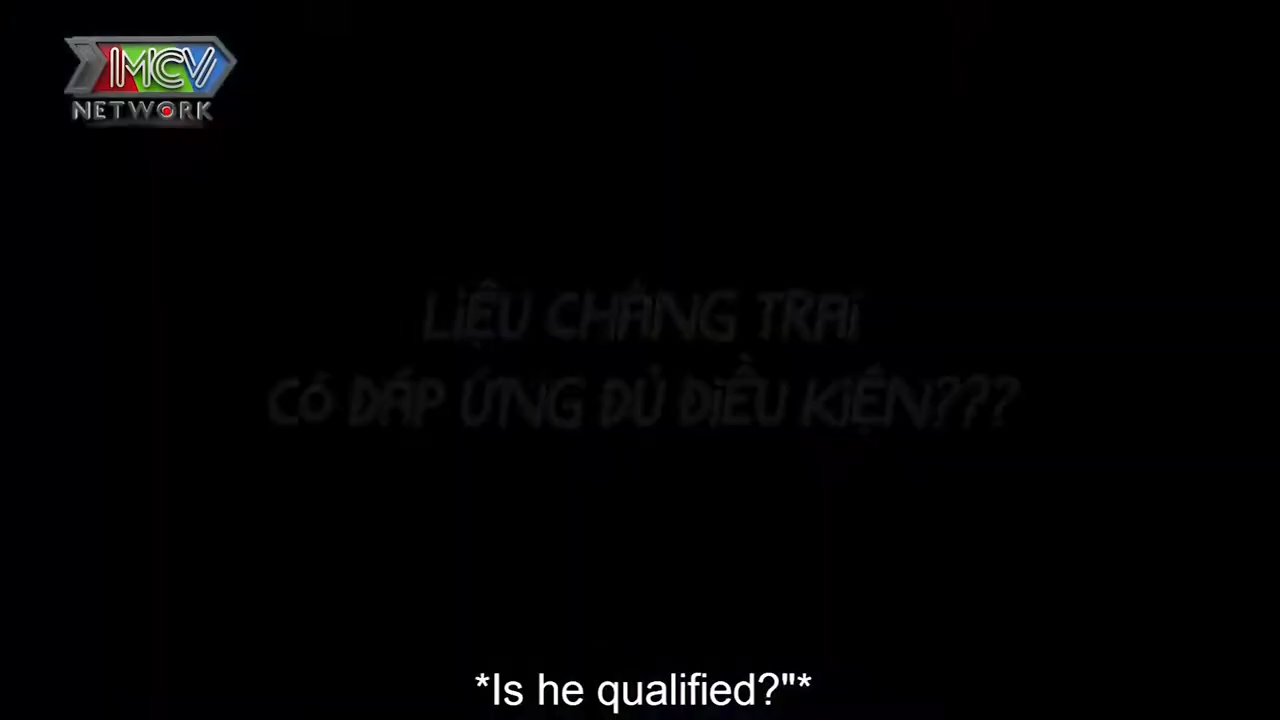 MCV
NETWORK
LIỆU CHÀNG TRAI
CÓ ĐÁP ỨNG ĐỦ ĐIỀU KIỆN???
*Is he qualified?"*